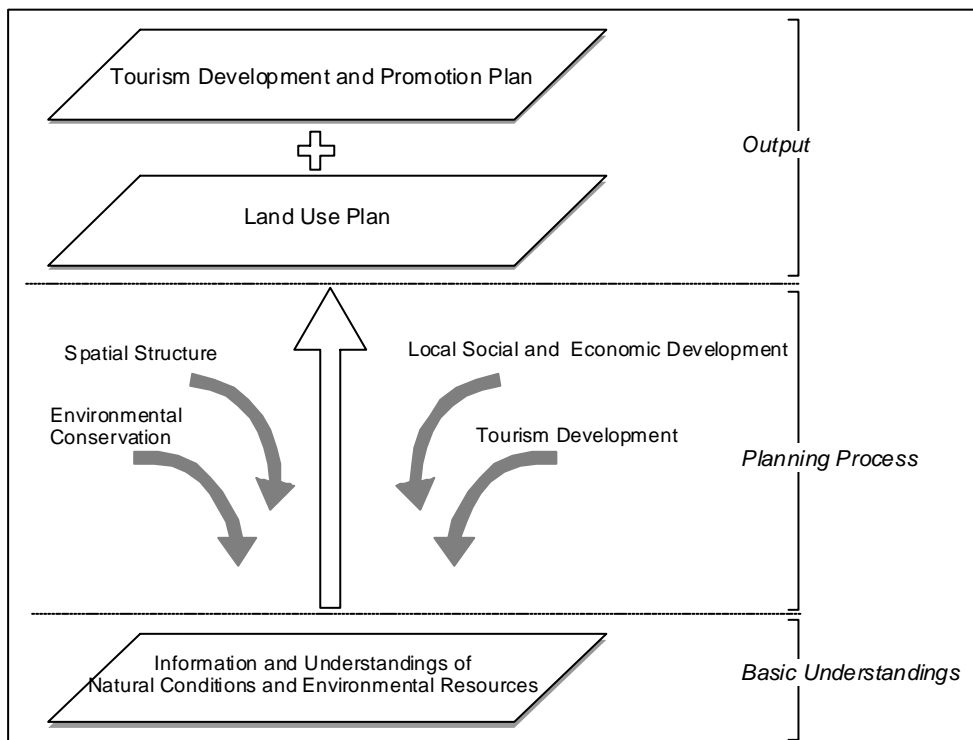 Tourism Development and Promotion Plan
Output
Land Use Plan
Spatial Structure
Local Social and Economic Development
Environmental
Conservation
Tourism Development
Planning Process
Information and Understandings of
Natural Conditions and Environmental Resources
Basic Understandings